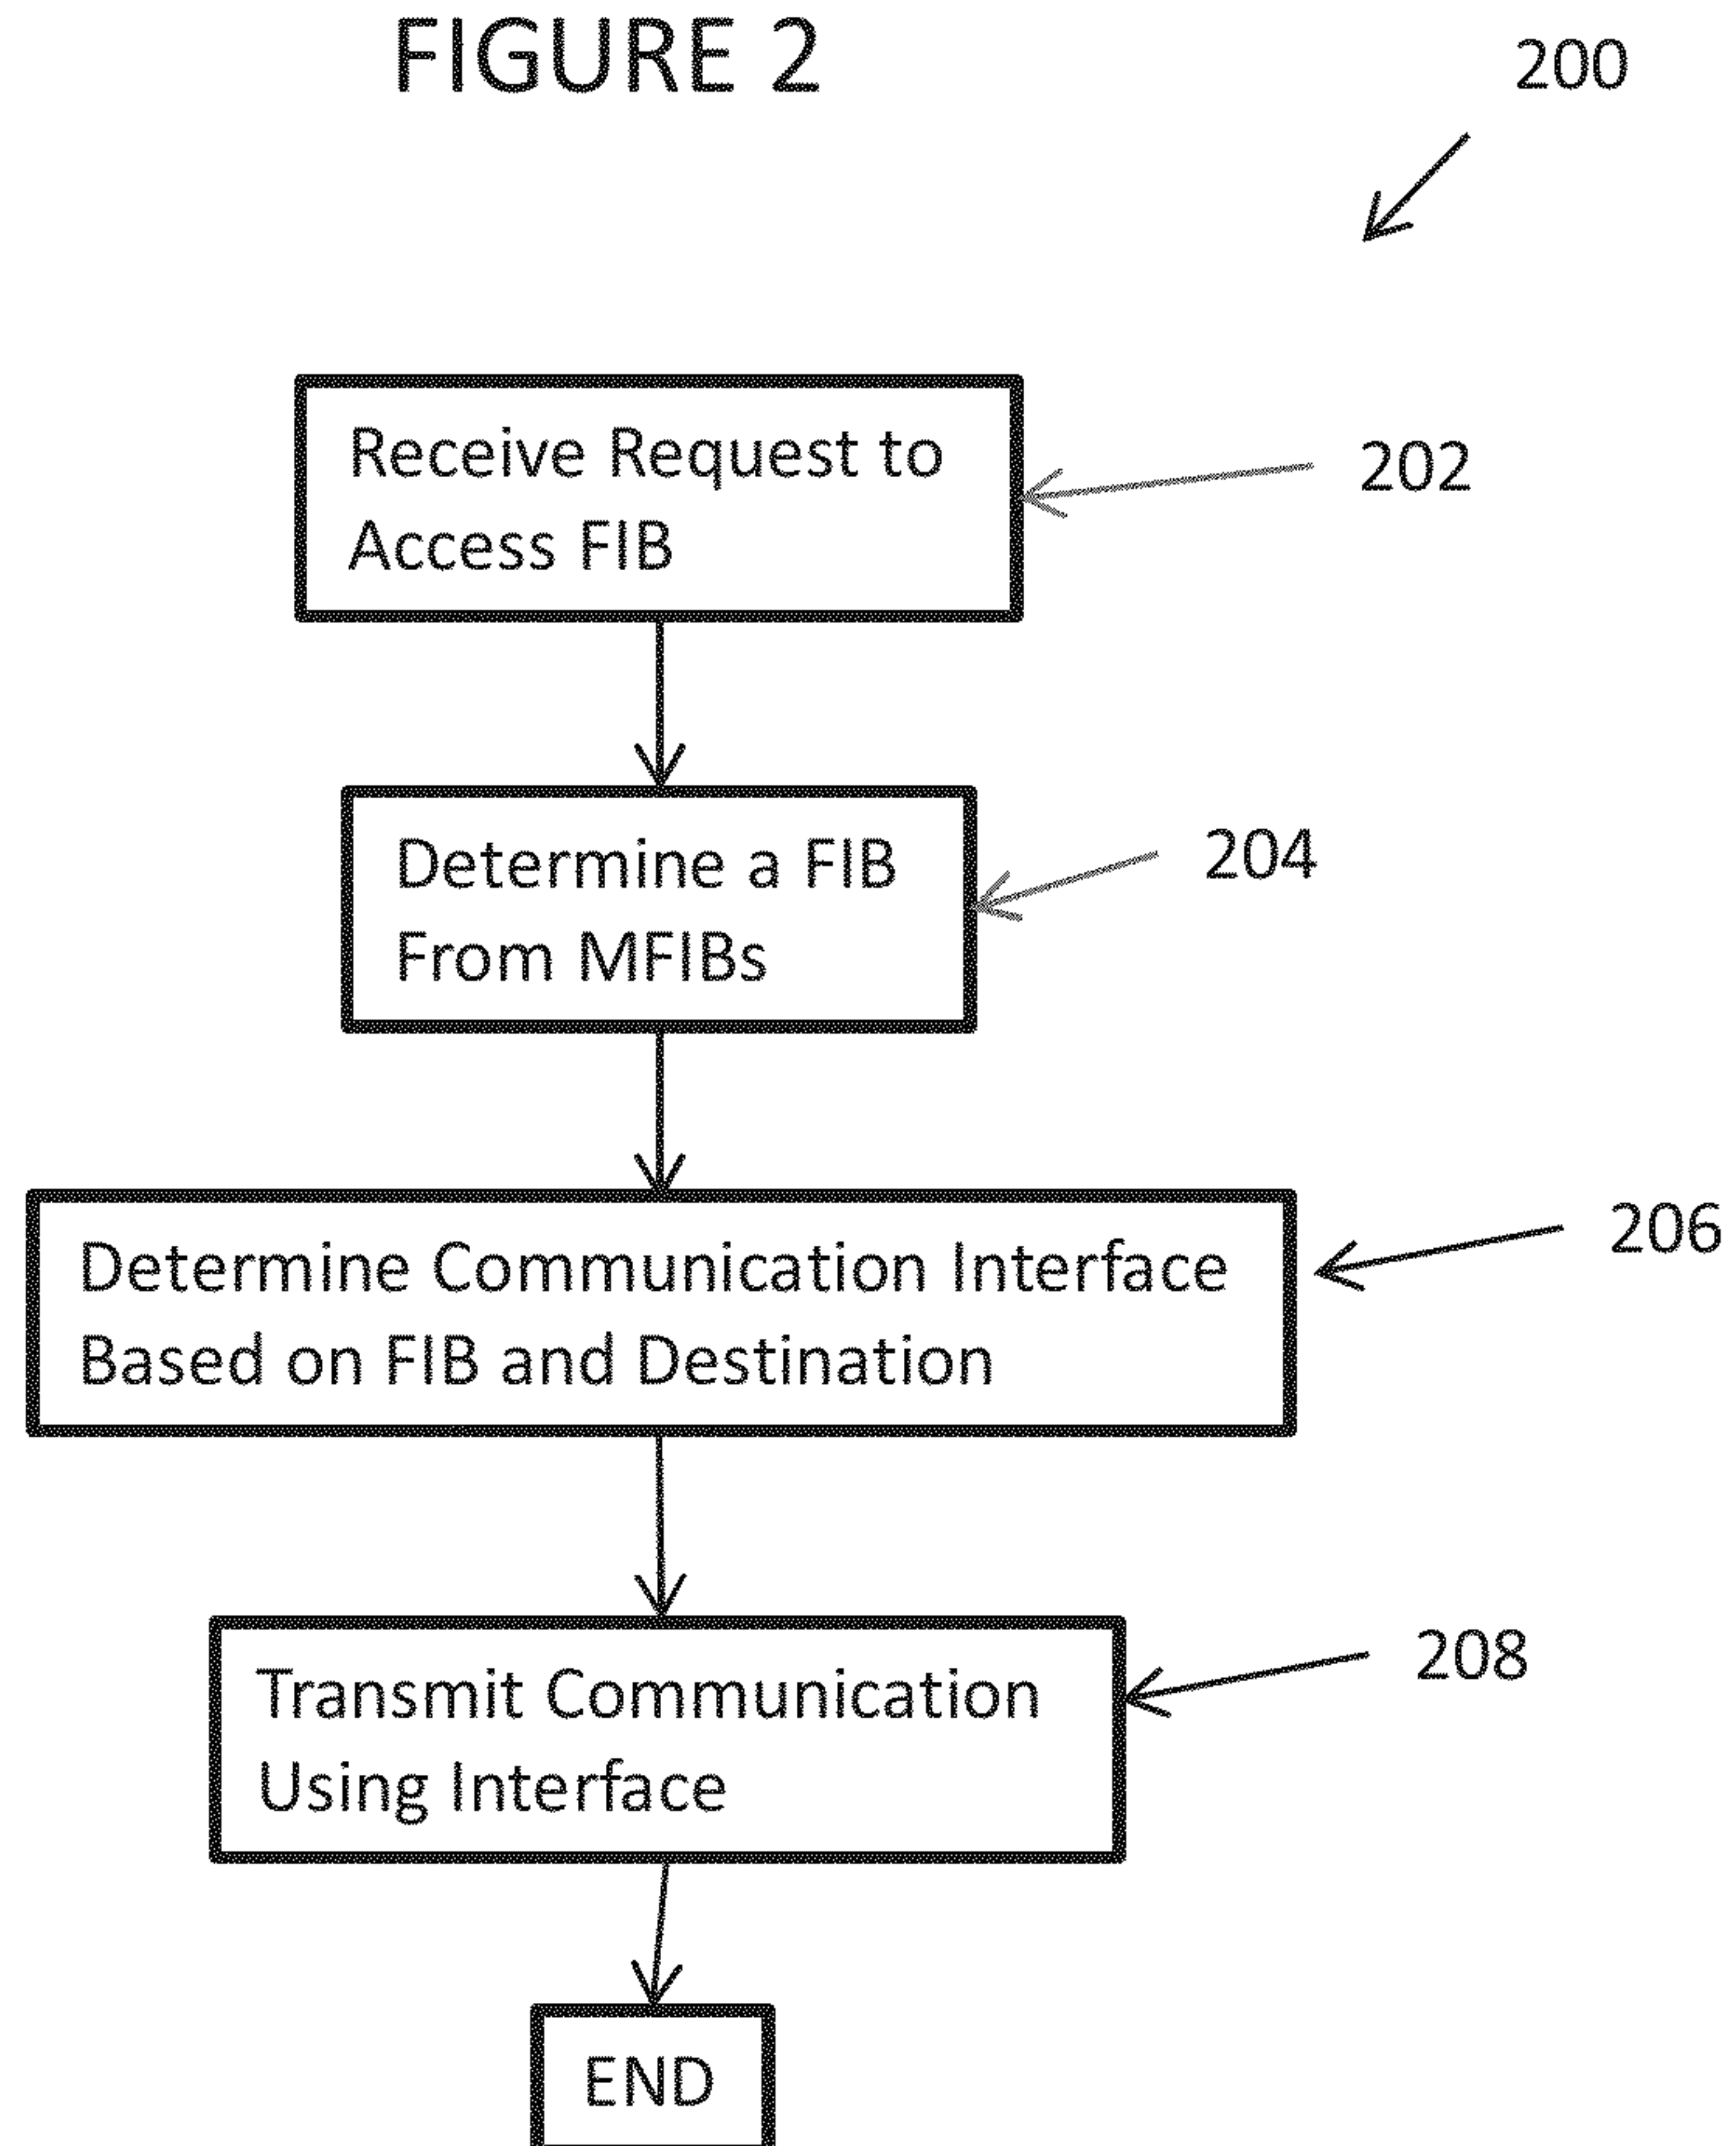 FIGURE 2
200
Receive Request to
Access FIB
202
Determine a FIB
From MFIBs
204
Determine Communication Interface
Based on FIB and Destination
206
Transmit Communication
Using Interface
208
END